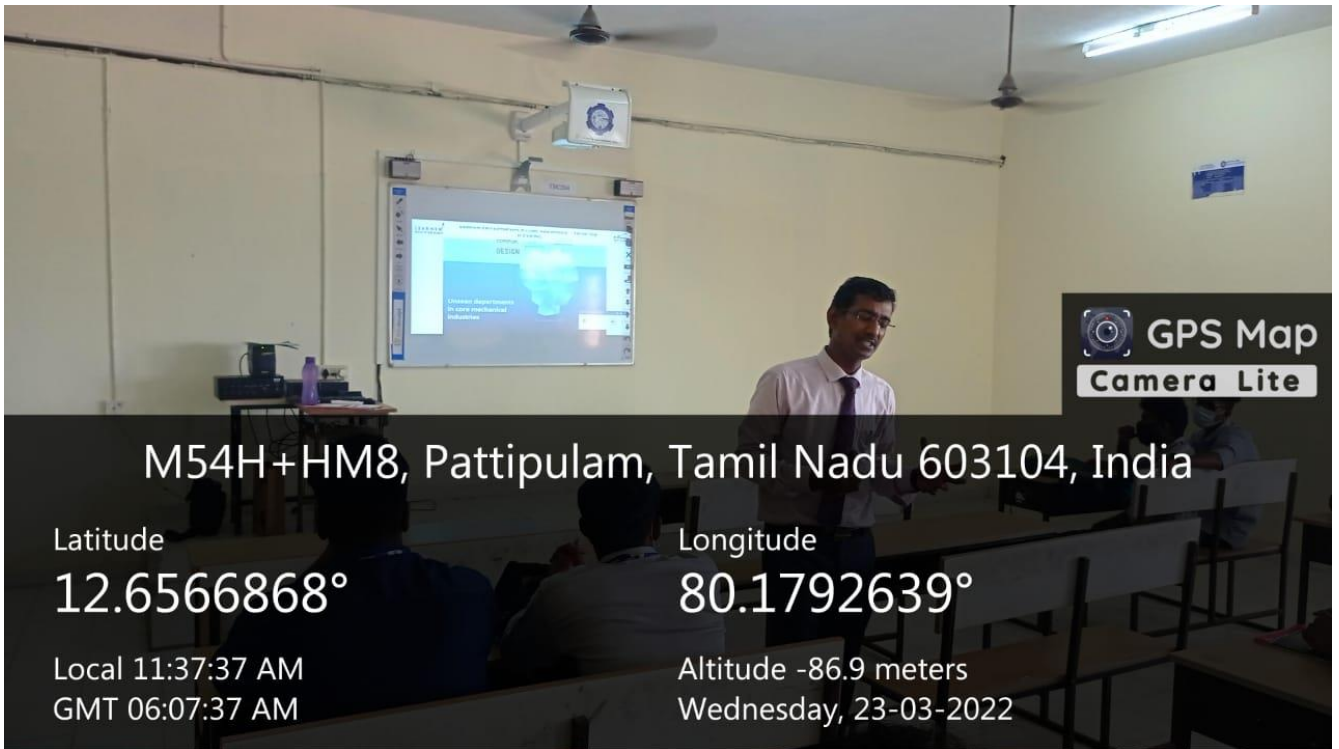 DESIGN
Unseen departments
in core mechanical
industries
GPS Map
Camera Lite
M54H+HM8, Pattipulam, Tamil Nadu 603104, India
Latitude
12.6566868°
Longitude
80.1792639°
Local 11:37:37 AM
GMT 06:07:37 AM
Altitude -86.9 meters
Wednesday, 23-03-2022